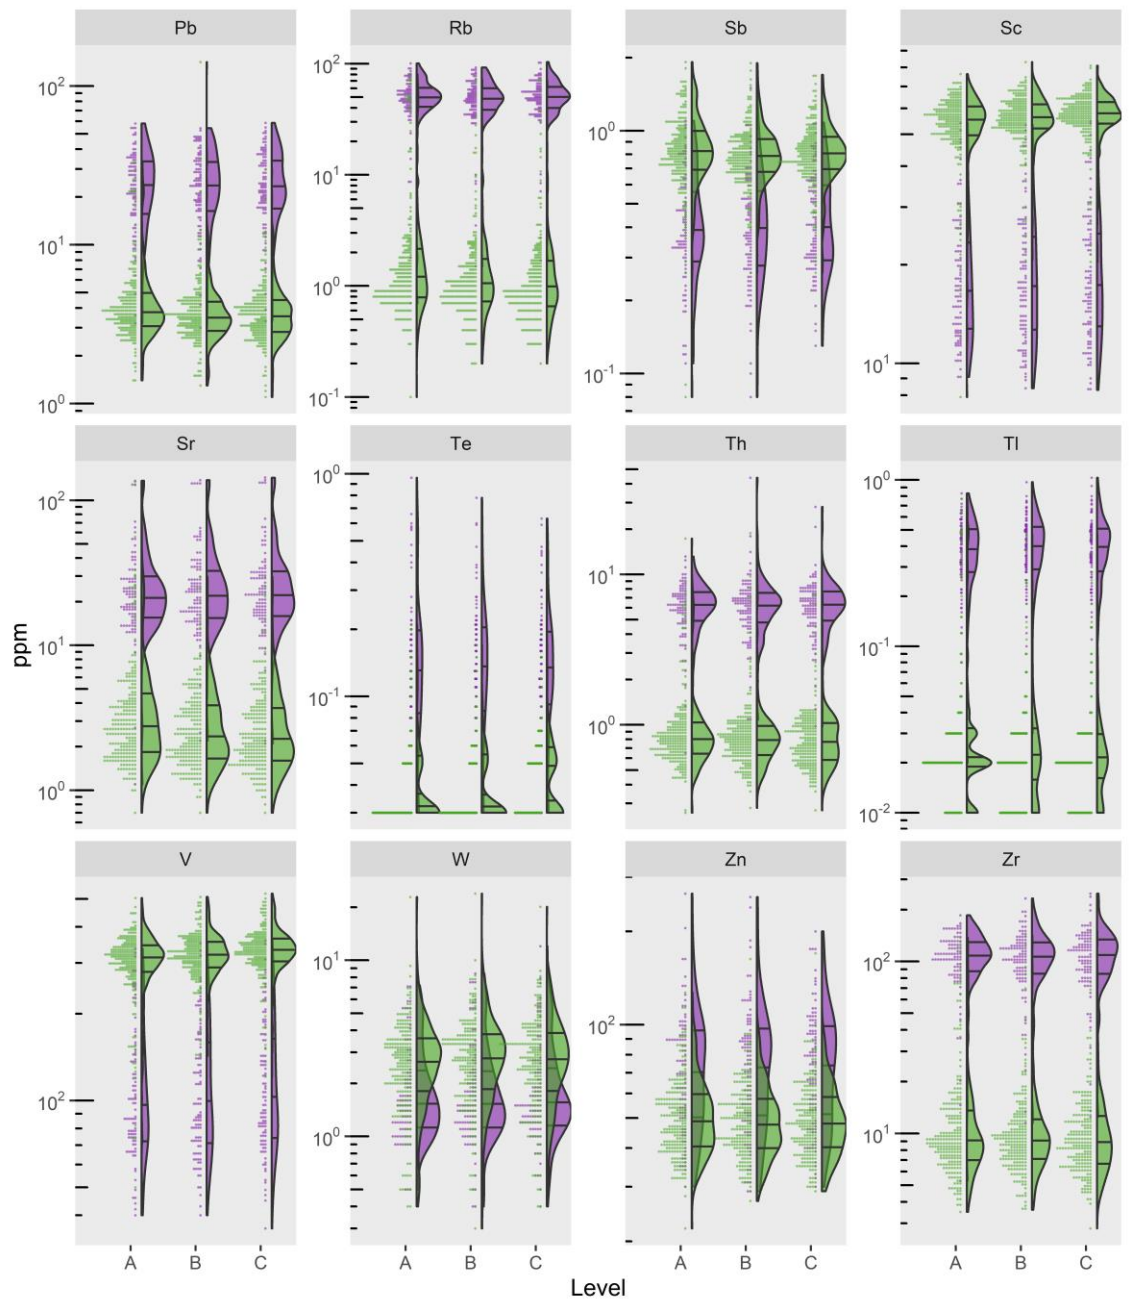 Pb Rb Sb Sc
10² 10² 10⁰ 10¹
10¹ 10¹ 10⁻¹
10⁰ 10⁰
10⁻¹
Sr Te Th Tl
10² 10⁰ 10¹ 10⁰
10¹ 10⁻¹ 10⁰ 10⁻¹
10⁰ 10⁻²
ppm
V W Zn Zr
10² 10¹ 10² 10²
10⁰ 10¹
A B C A B C A B C A B C
Level